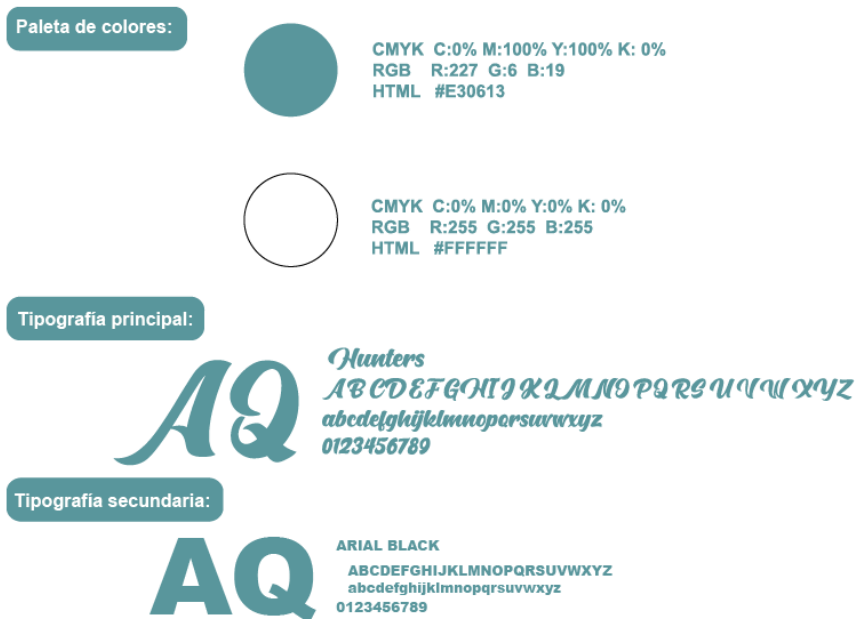 Paleta de colores:
CMYK C:0% M:100% Y:100% K: 0%
RGB R:227 G:6 B:19
HTML #E30613
CMYK C:0% M:0% Y:0% K: 0%
RGB R:255 G:255 B:255
HTML #FFFFFF
Tipografía principal:
AQ
Hunters
ABCDEFGHIJKLMNOPQRSUVWXYZ
abcdefghijklmnopqrsuvwxyz
0123456789
Tipografía secundaria:
AQ
ARIAL BLACK
ABCDEFGHIJKLMNOPQRSUVWXYZ
abcdefghijklmnopqrsuvwxyz
0123456789